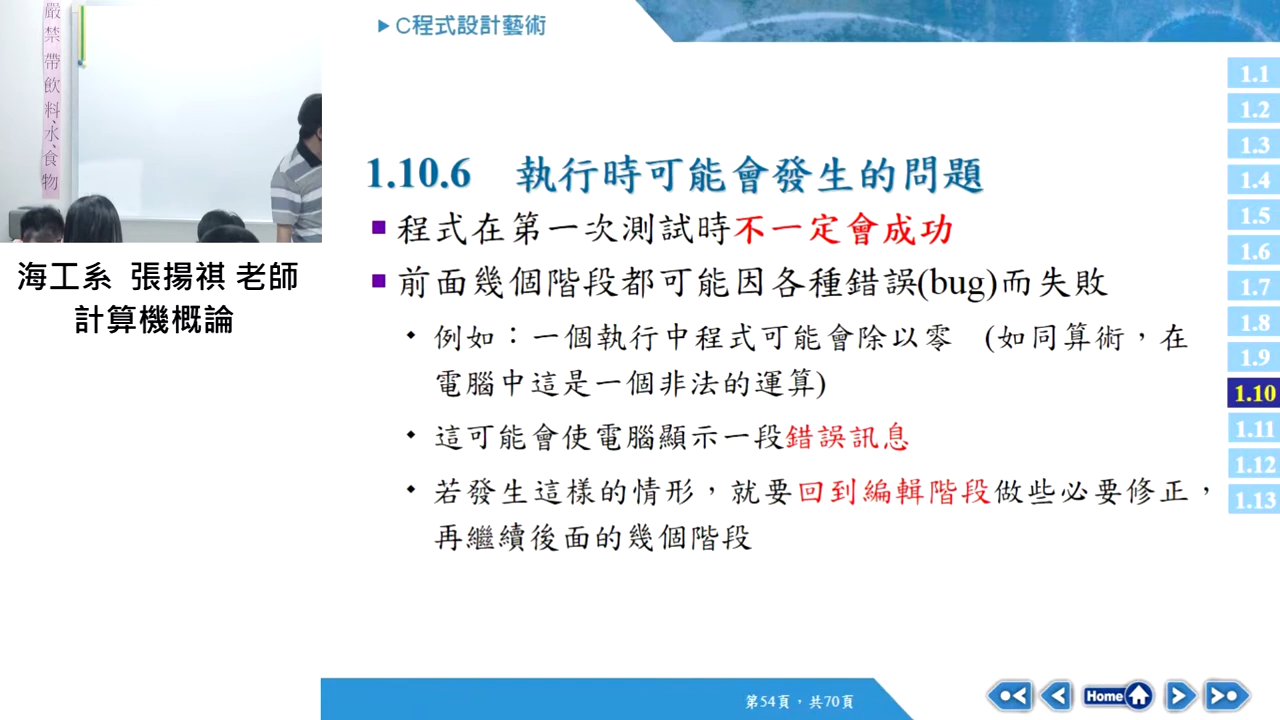 嚴禁帶飲料、水、食物
海工系 張揚祺 老師
計算機概論
C程式設計藝術
1.10.6 執行時可能會發生的問題
程式在第一次測試時不一定會成功
前面幾個階段都可能因各種錯誤(bug)而失敗
例如：一個執行中程式可能會除以零 (如同算術，在
電腦中這是一個非法的運算)
這可能會使電腦顯示一段錯誤訊息
若發生這樣的情形，就要回到編輯階段做些必要修正，
再繼續後面的幾個階段
1.1
1.2
1.3
1.4
1.5
1.6
1.7
1.8
1.9
1.10
1.11
1.12
1.13
第54頁，共70頁
Home